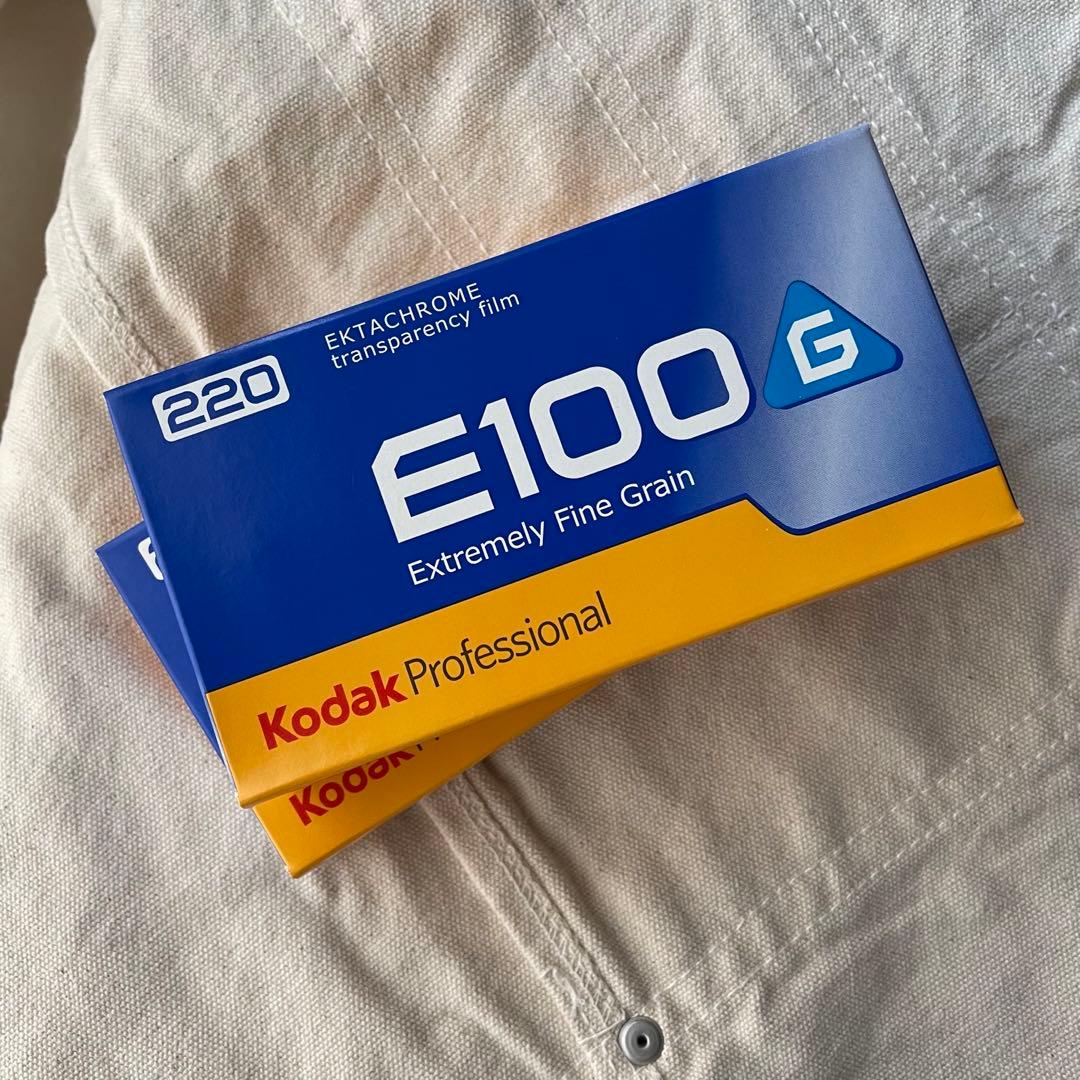 220
EKTACHROME
transparency film
E100 G
Extremely Fine Grain
Kodak Professional
Kodak